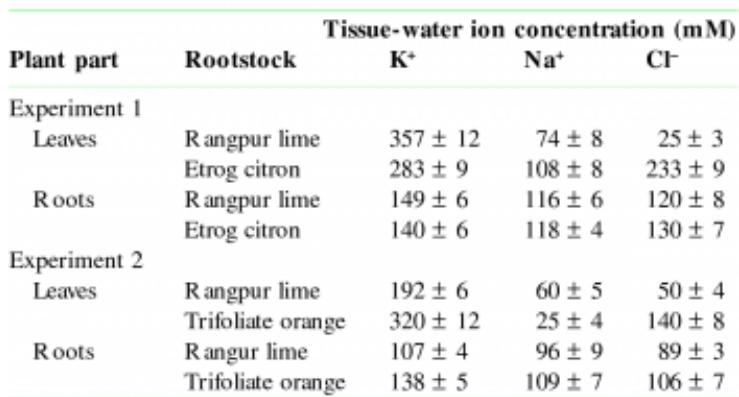 Tissue-water ion concentration (mM)
Plant part Rootstock K⁺ Na⁺ Cl⁻
Experiment 1
Leaves Rangpur lime 357 ± 12 74 ± 8 25 ± 3
Etrog citron 283 ± 9 108 ± 8 233 ± 9
Roots Rangpur lime 149 ± 6 116 ± 6 120 ± 8
Etrog citron 140 ± 6 118 ± 4 130 ± 7
Experiment 2
Leaves Rangpur lime 192 ± 6 60 ± 5 50 ± 4
Trifoliate orange 320 ± 12 25 ± 4 140 ± 8
Roots Rangur lime 107 ± 4 96 ± 9 89 ± 3
Trifoliate orange 138 ± 5 109 ± 7 106 ± 7